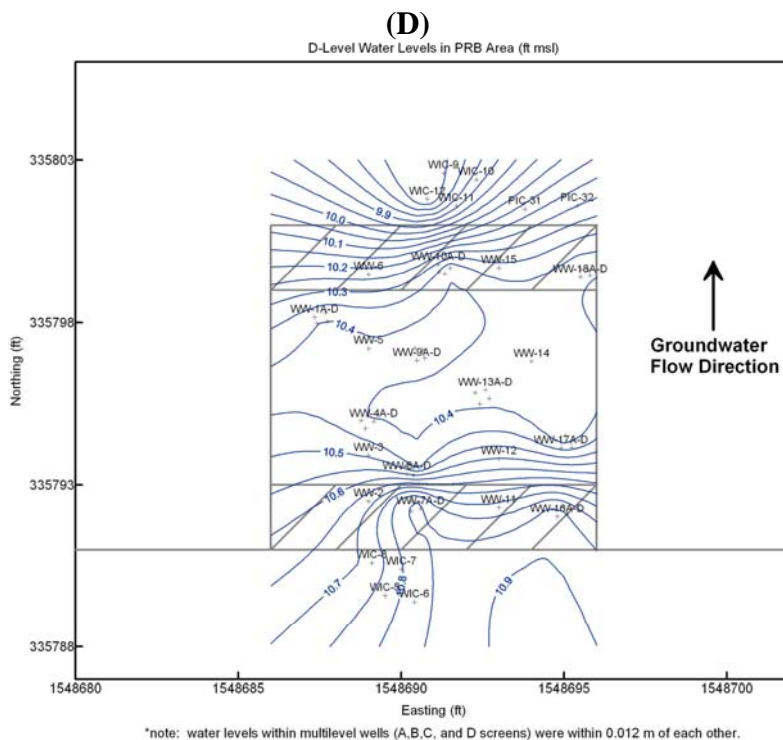 (D)
D-Level Water Levels in PRB Area (ft msl)
335803
WIC-9
WIC-10
WIC-12
WIC-11
PIC-31
PIC-32
10.0
9.9
10.1
10.2
WW-6
WW-10A-D
WW-15
WW-18A-D
10.3
335798
WW-1A-D
10.4
WW-5
WW-9A-D
WW-14
Groundwater
Flow Direction
WW-13A-D
Northing (ft)
WW-4A-D
10.4
WW-17A-D
10.5
WW-3
WW-12
WW-8A-D
335793
10.6
WW-2
WW-7A-D
WW-11
WW-16A-D
WIC-8
WIC-7
10.7
10.8
10.9
WIC-5
WIC-6
335788
1548680
1548685
1548690
1548695
1548700
Easting (ft)
*note: water levels within multilevel wells (A,B,C, and D screens) were within 0.012 m of each other.